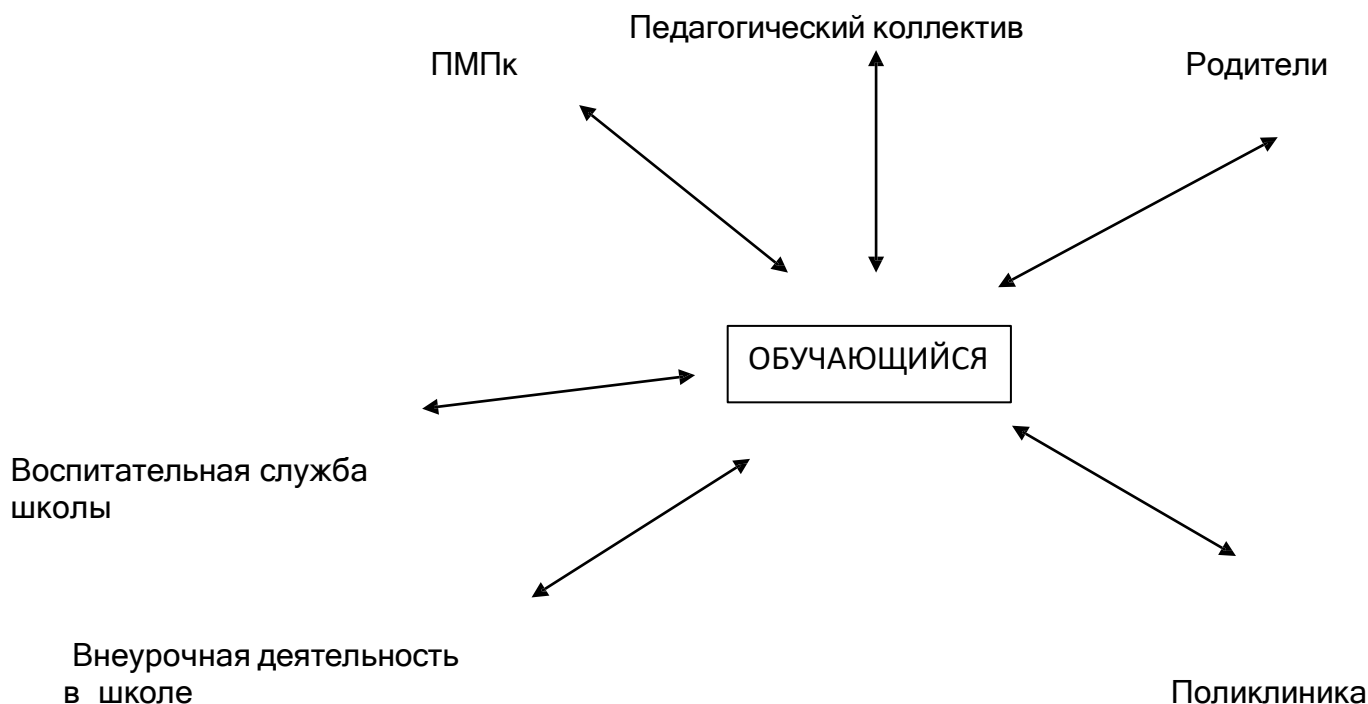 Педагогический коллектив
ПМПк
Родители
ОБУЧАЮЩИЙСЯ
Воспитательная служба
школы
Внеурочная деятельность
в школе
Поликлиника